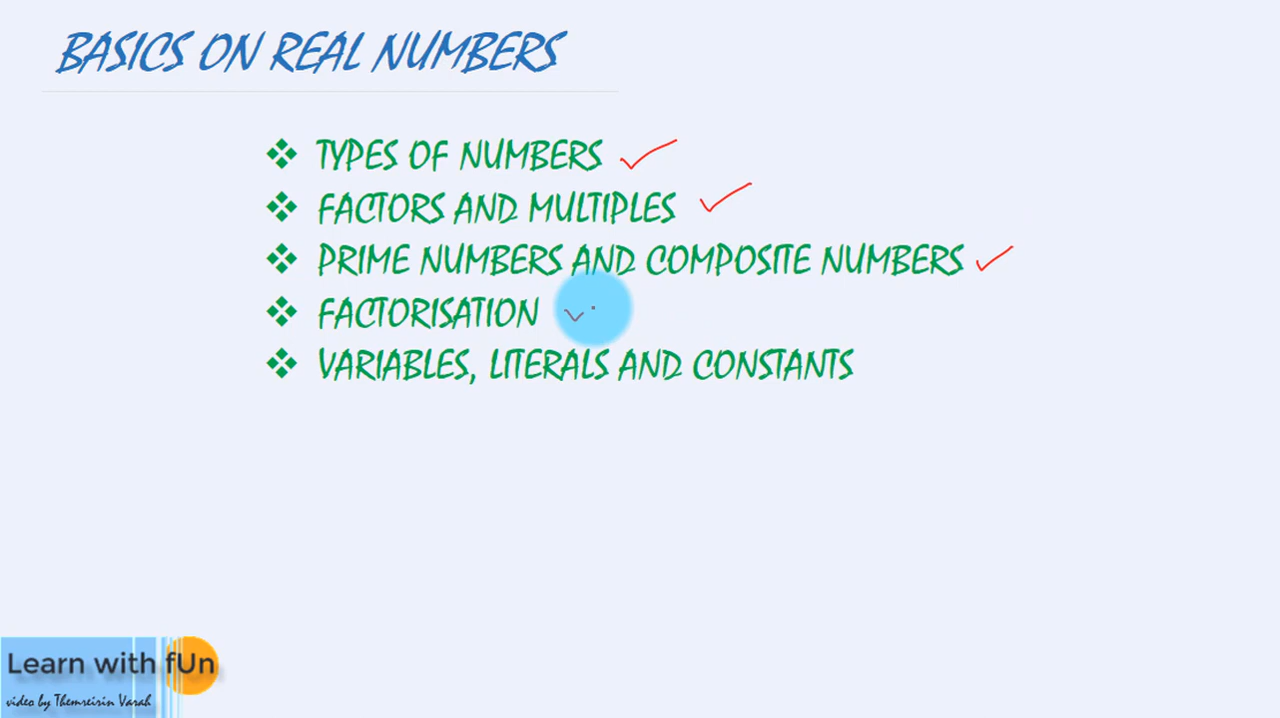 BASICS ON REAL NUMBERS
❖ TYPES OF NUMBERS
❖ FACTORS AND MULTIPLES
❖ PRIME NUMBERS AND COMPOSITE NUMBERS
❖ FACTORISATION
❖ VARIABLES, LITERALS AND CONSTANTS
Learn with fUn
video by Themreirin Varah